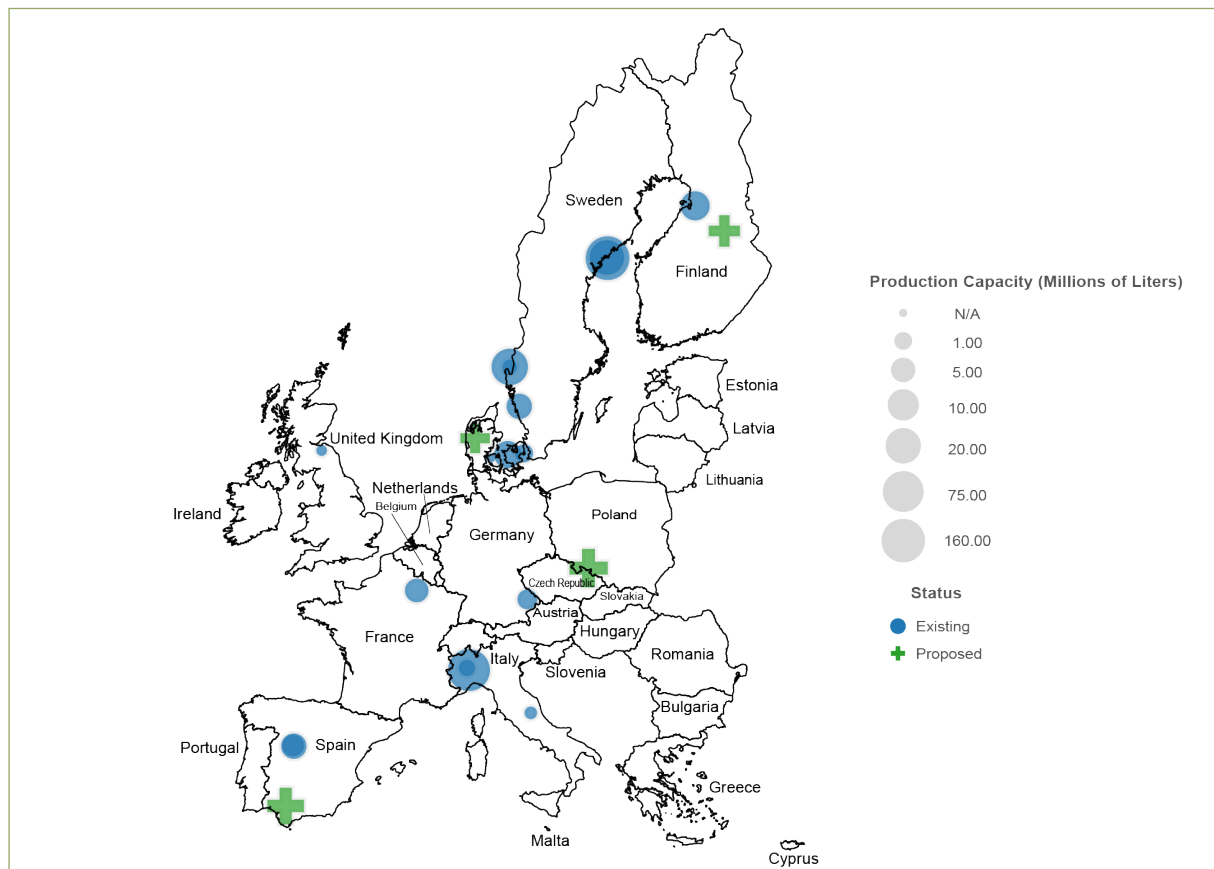 Sweden
Finland
Production Capacity (Millions of Liters)
N/A
1.00
5.00
10.00
20.00
75.00
160.00
Estonia
Latvia
Lithuania
United Kingdom
Ireland
Netherlands
Belgium
Germany
Poland
Czech Republic
Slovakia
Austria
Hungary
France
Italy
Slovenia
Romania
Bulgaria
Status
Existing
Proposed
Portugal
Spain
Greece
Malta
Cyprus